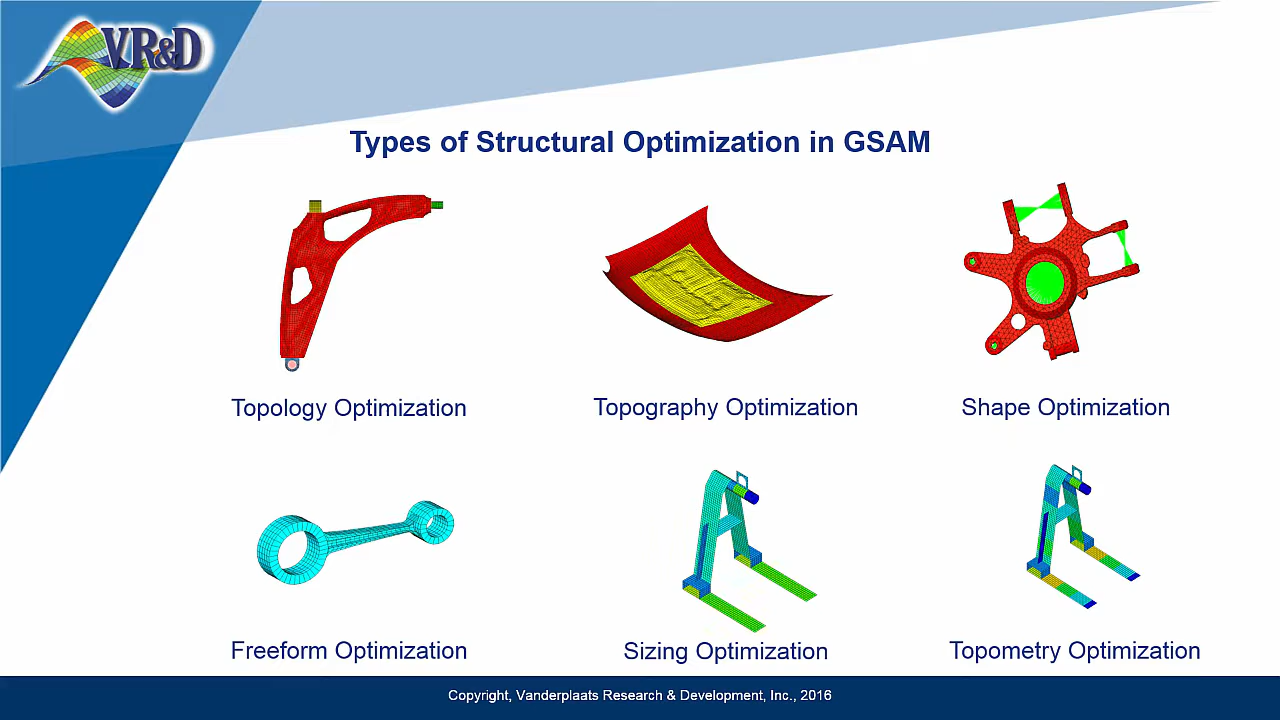 VR&D
Types of Structural Optimization in GSAM
Topology Optimization
Topography Optimization
Shape Optimization
Freeform Optimization
Sizing Optimization
Topometry Optimization
Copyright, Vanderplaats Research & Development, Inc., 2016